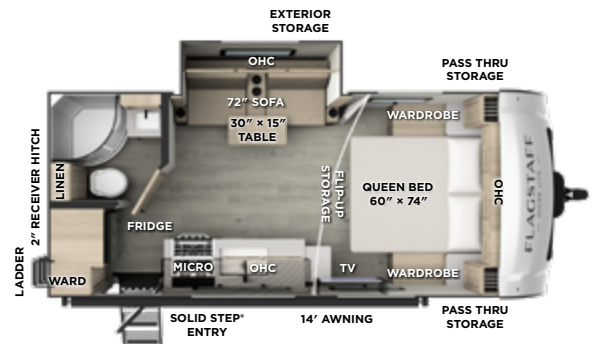 EXTERIOR
STORAGE
OHC
PASS THRU
STORAGE
72" SOFA
30" × 15"
TABLE
WARDROBE
2" RECEIVER HITCH
LINEN
FLIP-UP
STORAGE
QUEEN BED
60" × 74"
OHC
FLAGSTAFF
FRIDGE
LADDER
WARD
MICRO
OHC
TV
WARDROBE
SOLID STEP®
ENTRY
14' AWNING
PASS THRU
STORAGE